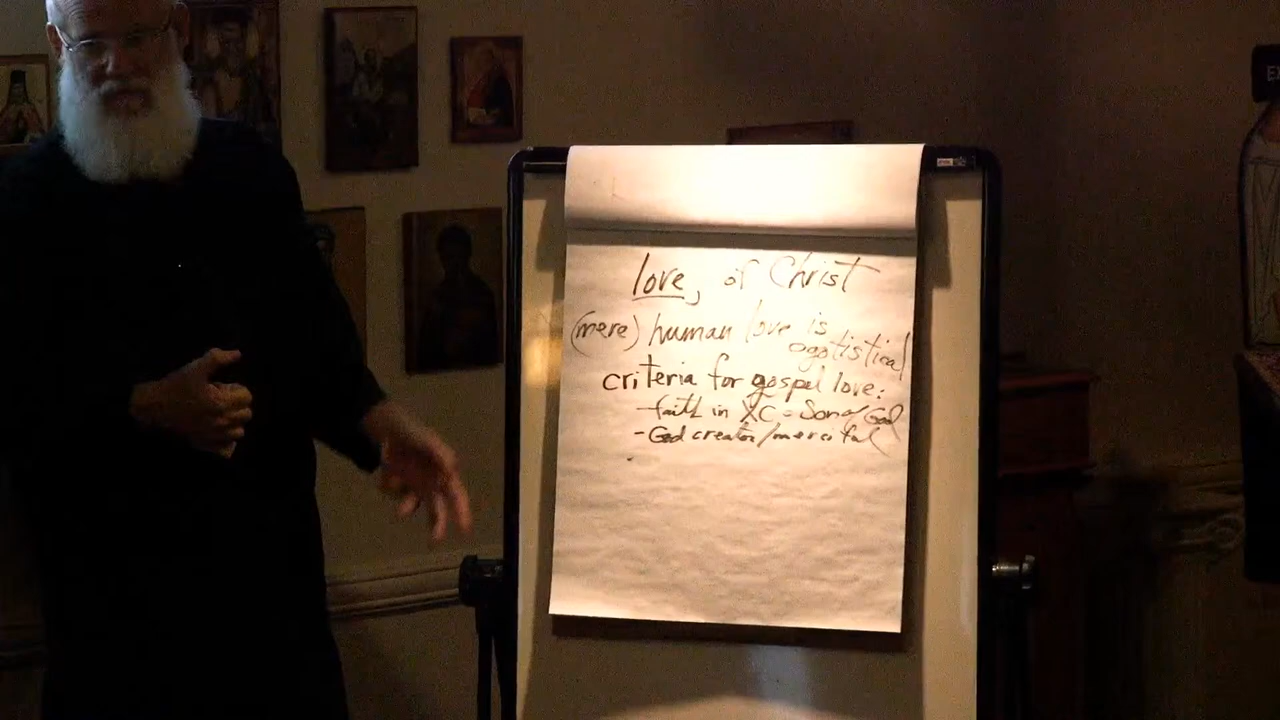 love, of Christ
(mere) human love is
ogotistical
criteria for gospel love:
-faith in XC = Son of God
-God creator/merciful
E